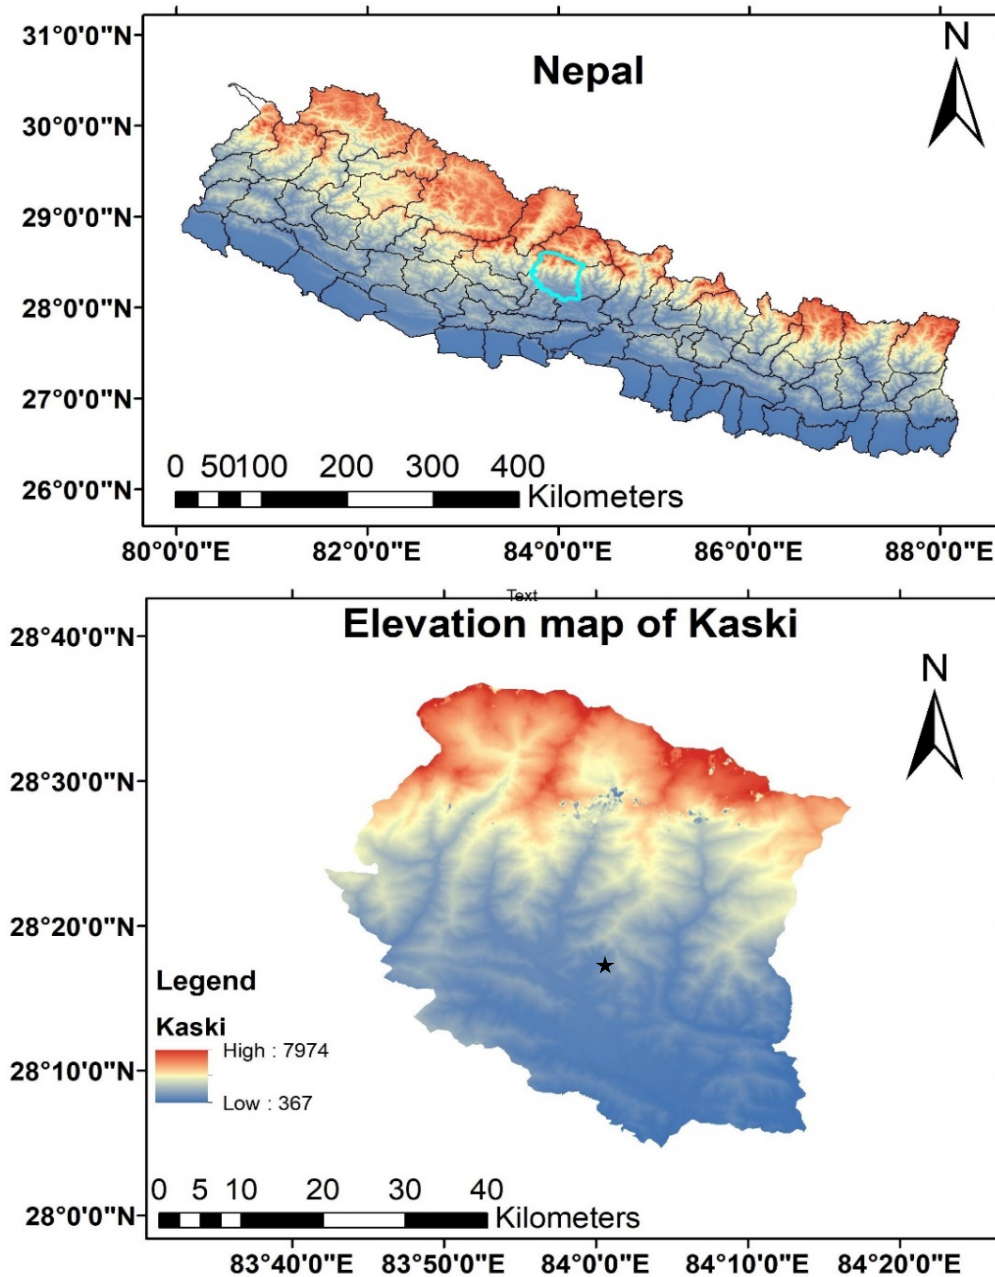 Nepal
N
31°0'0"N
30°0'0"N
29°0'0"N
28°0'0"N
27°0'0"N
26°0'0"N
0 50100 200 300 400
Kilometers
80°0'0"E 82°0'0"E 84°0'0"E 86°0'0"E 88°0'0"E
Text
Elevation map of Kaski
N
28°40'0"N
28°30'0"N
28°20'0"N
28°10'0"N
28°0'0"N
Legend
Kaski
High : 7974
Low : 367
0 5 10 20 30 40
Kilometers
83°40'0"E 83°50'0"E 84°0'0"E 84°10'0"E 84°20'0"E